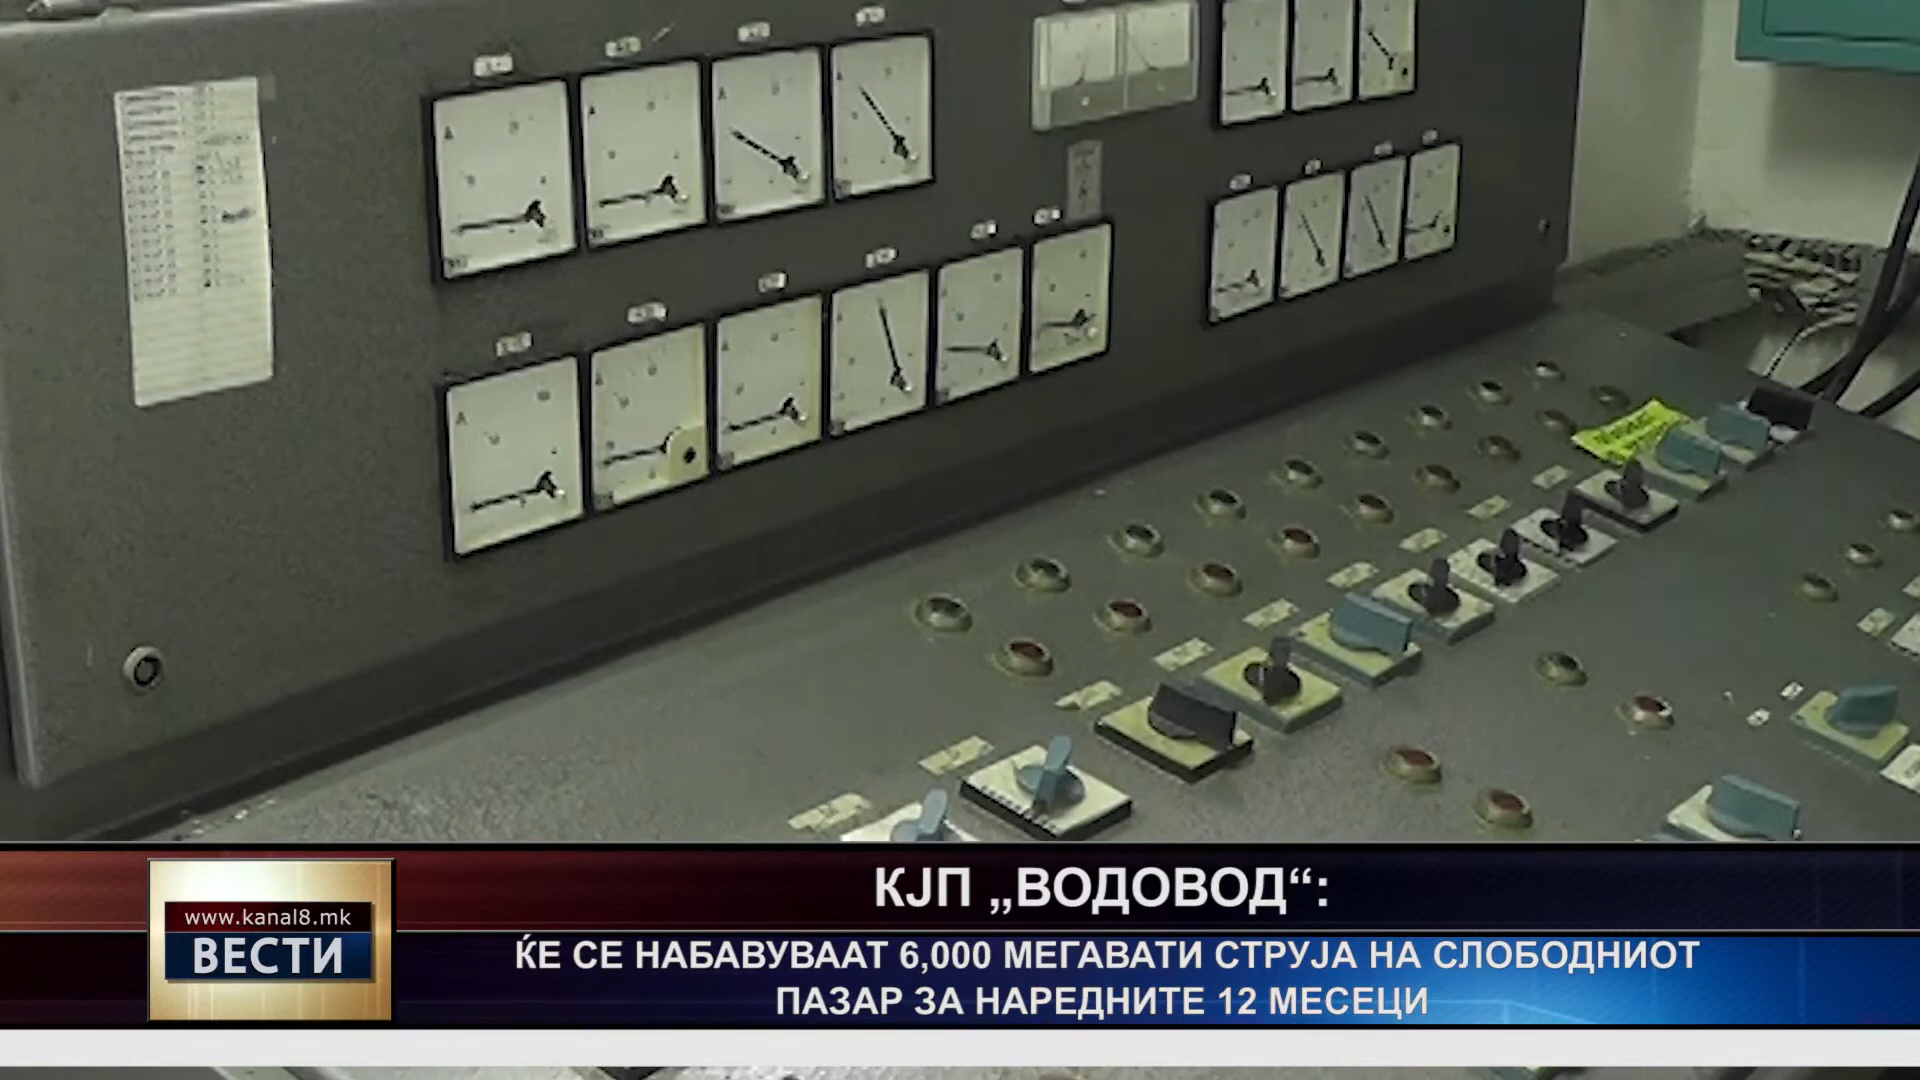 КЈП „ВОДОВОД“:
www.kanal8.mk
ВЕСТИ
ЌЕ СЕ НАБАВУВААТ 6,000 МЕГАВАТИ СТРУЈА НА СЛОБОДНИОТ
ПАЗАР ЗА НАРЕДНИТЕ 12 МЕСЕЦИ